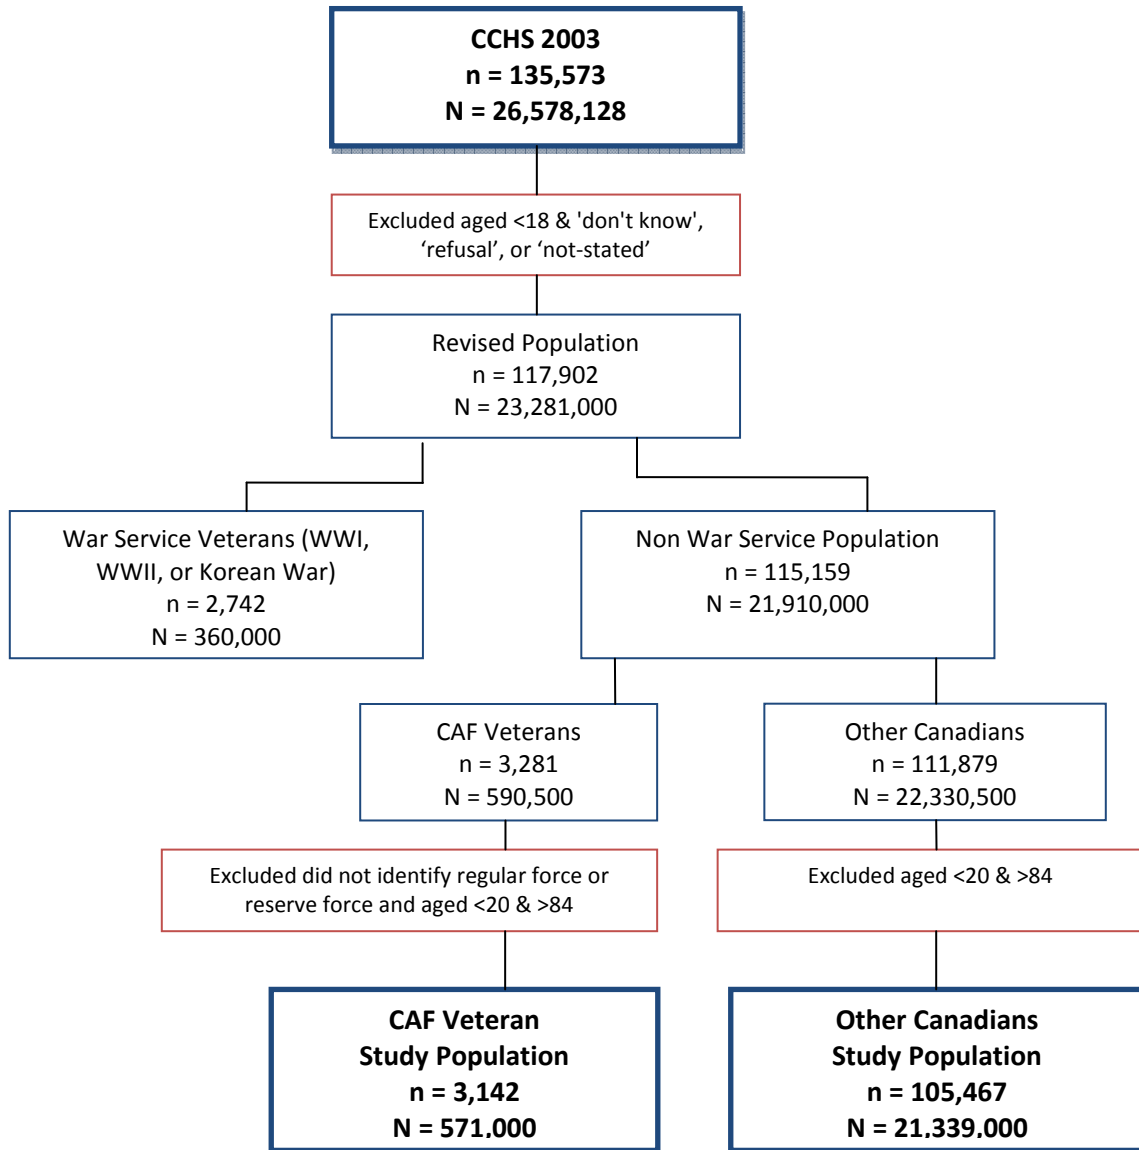 CCHS 2003
n = 135,573
N = 26,578,128
Excluded aged <18 & 'don't know',
‘refusal’, or ‘not-stated’
Revised Population
n = 117,902
N = 23,281,000
War Service Veterans (WWI,
WWII, or Korean War)
n = 2,742
N = 360,000
Non War Service Population
n = 115,159
N = 21,910,000
CAF Veterans
n = 3,281
N = 590,500
Other Canadians
n = 111,879
N = 22,330,500
Excluded did not identify regular force or
reserve force and aged <20 & >84
Excluded aged <20 & >84
CAF Veteran
Study Population
n = 3,142
N = 571,000
Other Canadians
Study Population
n = 105,467
N = 21,339,000